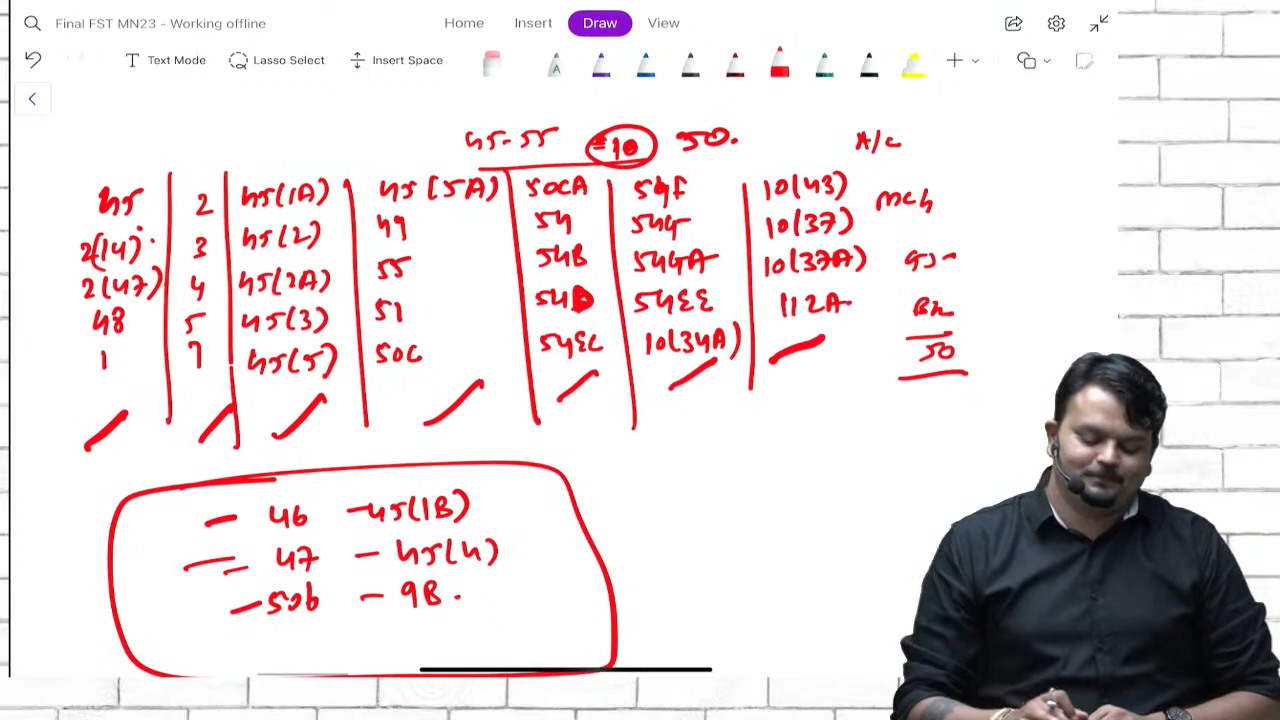 Final FST MN23 - Working offline
Home Insert Draw View
Text Mode Lasso Select Insert Space
45-55 =10 50.
A/C
45 2 45(1A) 45(5A) 50CA 54F 10(43)
2(14) 3 45(2) 49 54 54G 10(37)
2(47) 4 45(2A) 55 54B 54GA 10(37A)
48 5 45(3) 51 54D 54EE 112A
1 7 45(5) 50C 54EC 10(34A)
50
46 - 45(1B)
47 - 45(4)
50b - 9B.